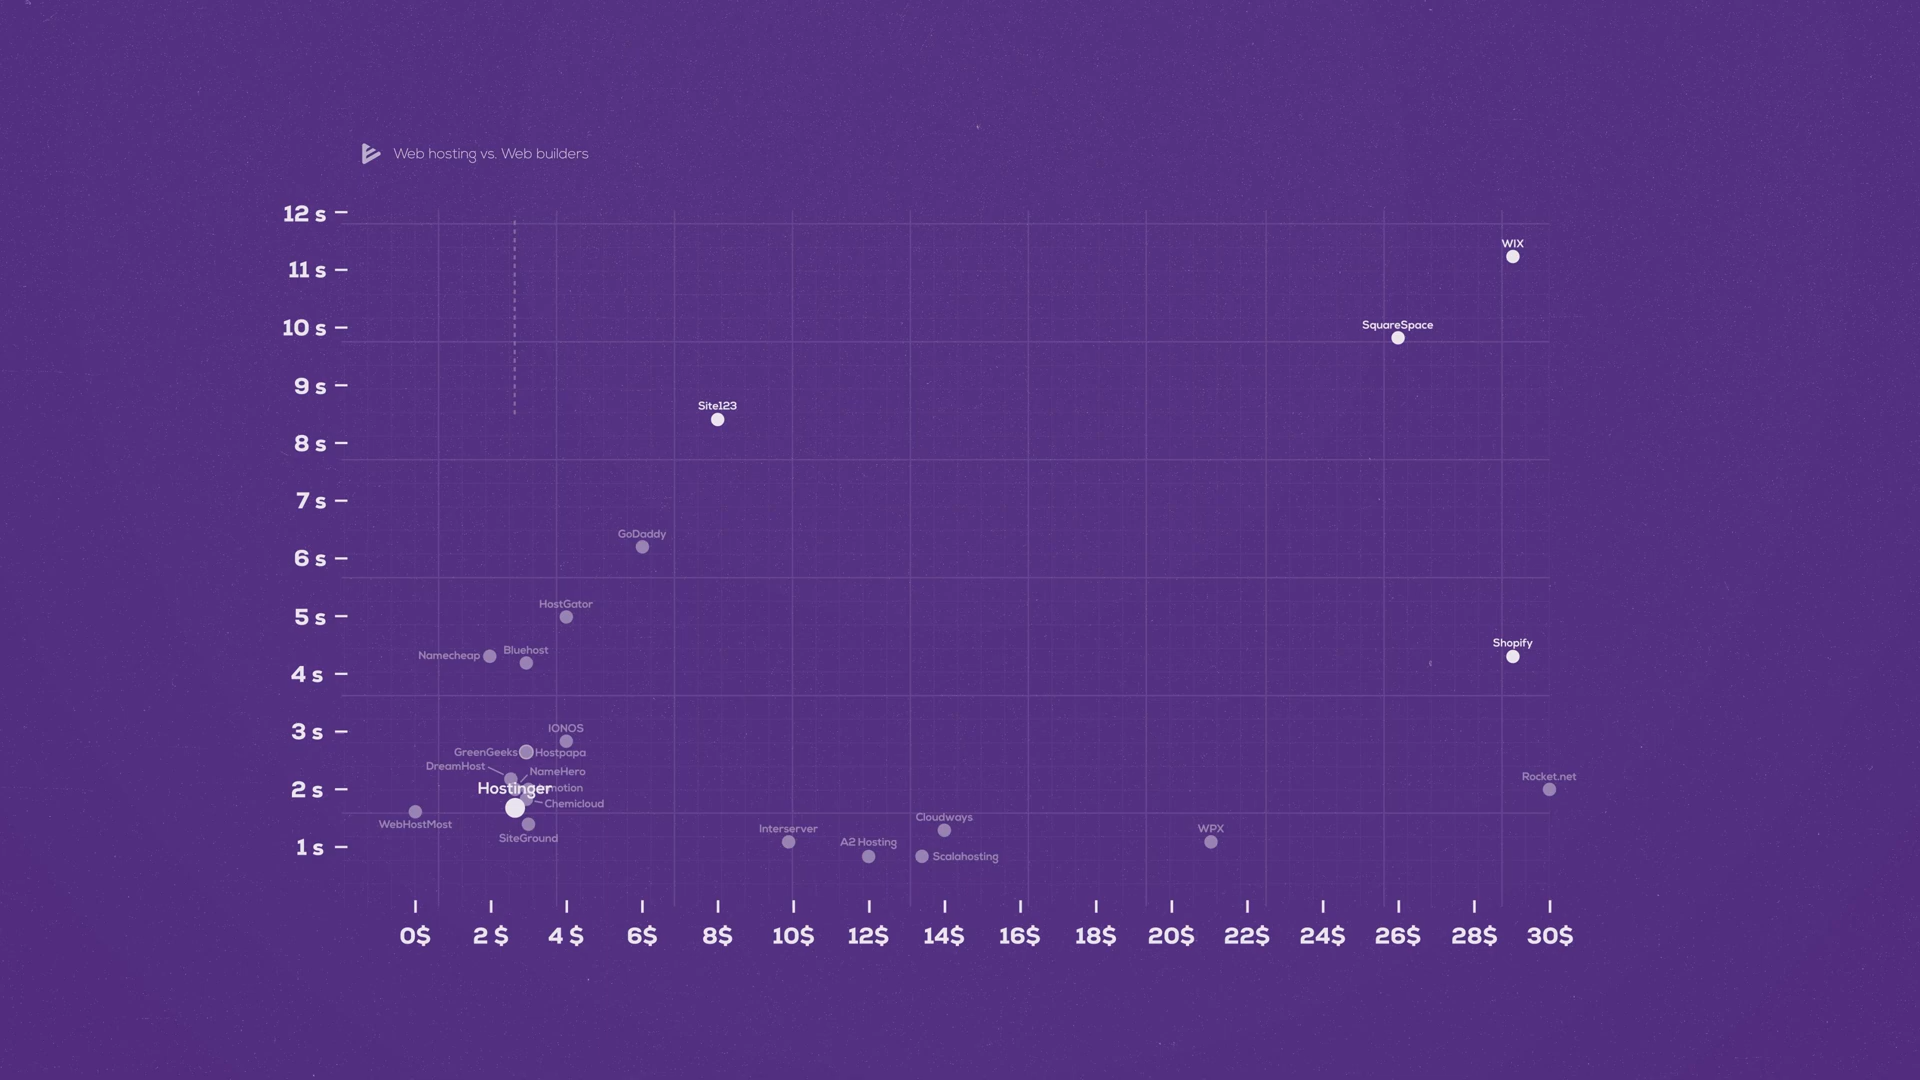 Web hosting vs. Web builders
12 s
WIX
11 s
SquareSpace
10 s
9 s
Site123
8 s
7 s
GoDaddy
6 s
HostGator
5 s
Namecheap
Bluehost
Shopify
4 s
IONOS
3 s
GreenGeeks
Hostpapa
DreamHost
NameHero
Rocket.net
2 s
Hostinger
motion
Chemicloud
WebHostMost
SiteGround
Interserver
A2 Hosting
Cloudways
Scalahosting
WPX
1 s
0$ 2 $ 4 $ 6$ 8$ 10$ 12$ 14$ 16$ 18$ 20$ 22$ 24$ 26$ 28$ 30$